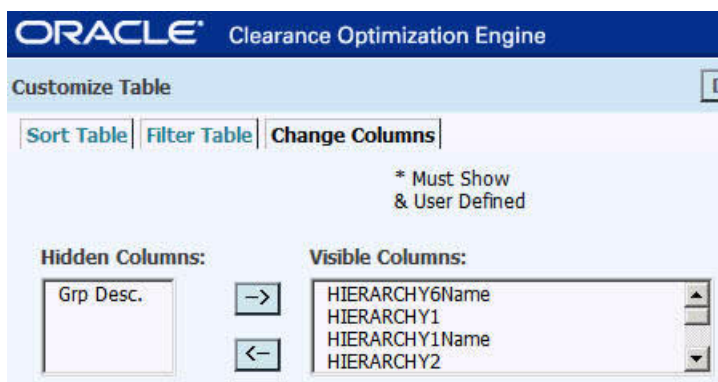 ORACLE Clearance Optimization Engine
Customize Table
Sort Table Filter Table Change Columns
* Must Show
& User Defined
Hidden Columns: Visible Columns:
Grp Desc. --> HIERARCHY6Name
HIERARCHY1
HIERARCHY1Name
<-- HIERARCHY2